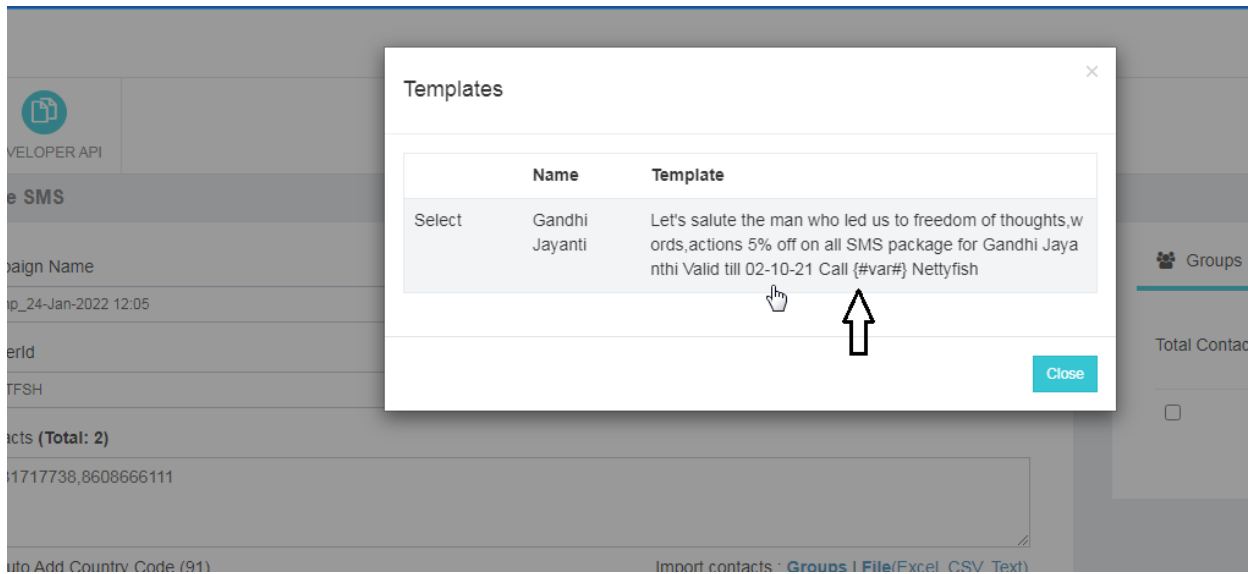 Templates
×
VELOPER API
Name Template
e SMS
Select Gandhi Let's salute the man who led us to freedom of thoughts,w
Jayanti ords,actions 5% off on all SMS package for Gandhi Jaya
nthi Valid till 02-10-21 Call {#var#} Nettyfish
paign Name
Groups
np_24-Jan-2022 12:05
erId
Total Contac
Close
TFSH
acts (Total: 2)
31717738,8608666111
uto Add Country Code (91) Import contacts : Groups | File(Excel, CSV, Text)